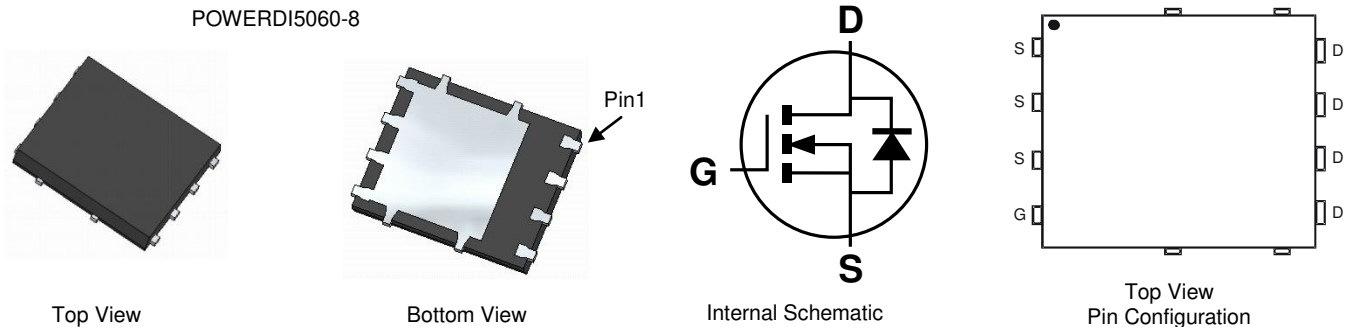 POWERDI5060-8
Pin1
D
G
S
S
S
S
G
D
D
D
D
Top View
Bottom View
Internal Schematic
Top View
Pin Configuration